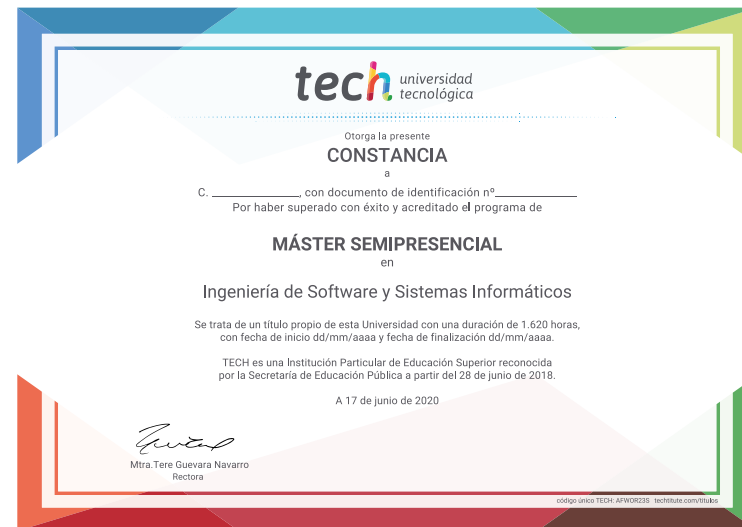 tech universidad
tecnológica
Otorga la presente
CONSTANCIA
a
C. ________________, con documento de identificación nº_______________
Por haber superado con éxito y acreditado el programa de
MÁSTER SEMIPRESENCIAL
en
Ingeniería de Software y Sistemas Informáticos
Se trata de un título propio de esta Universidad con una duración de 1.620 horas,
con fecha de inicio dd/mm/aaaa y fecha de finalización dd/mm/aaaa.
TECH es una Institución Particular de Educación Superior reconocida
por la Secretaría de Educación Pública a partir del 28 de junio de 2018.
A 17 de junio de 2020
Mtra.Tere Guevara Navarro
Rectora
código único TECH: AFWOR23S techtitute.com/titulos